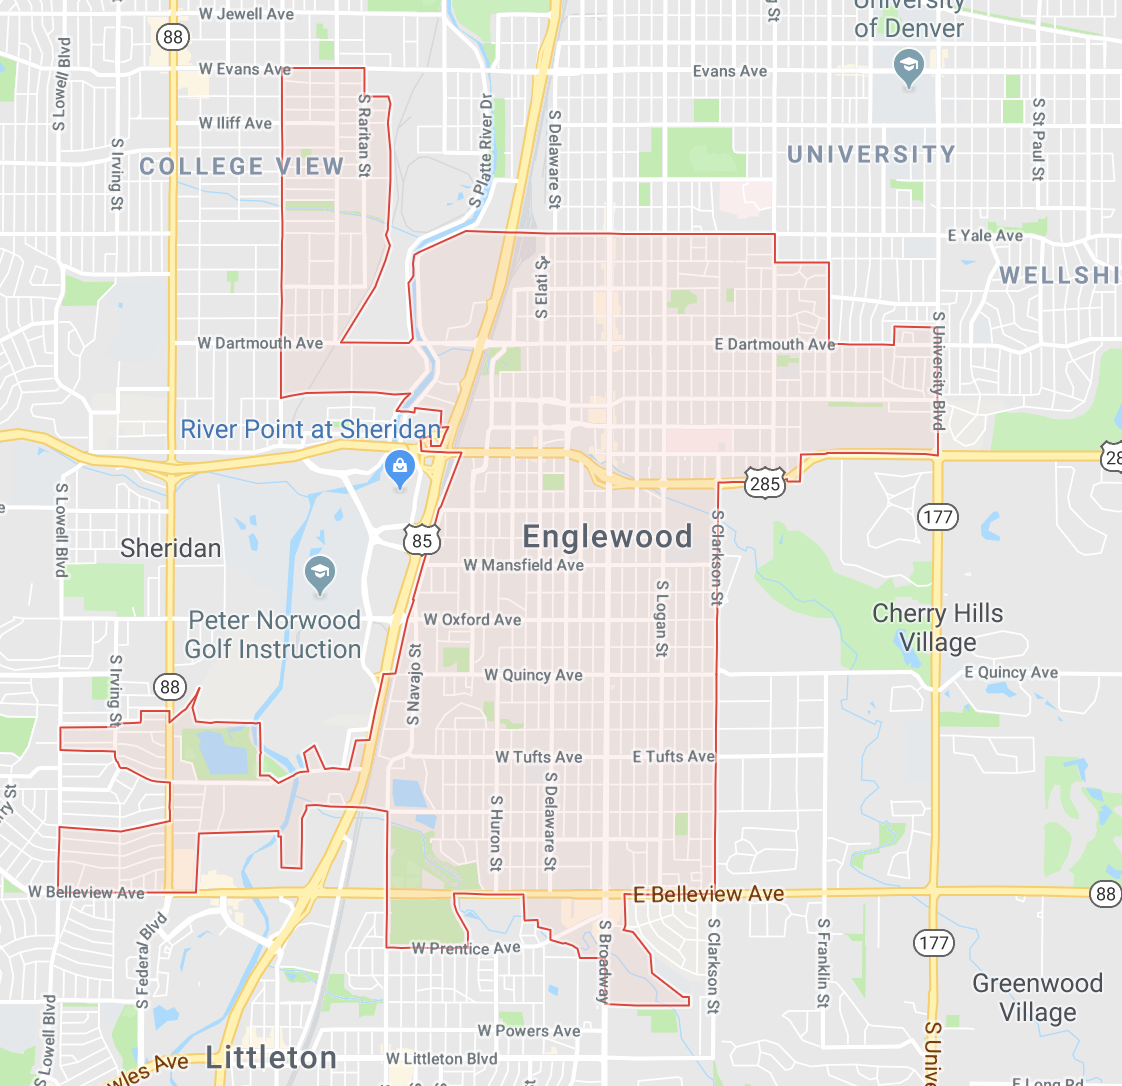 W Jewell Ave
University
of Denver
88
W Evans Ave
Evans Ave
S Lowell Blvd
S Raritan St
S Platte River Dr
S Delaware St
S St Paul St
W Iliff Ave
S Irving St
COLLEGE VIEW
UNIVERSITY
E Yale Ave
WELLSHI
S Elati St
W Dartmouth Ave
E Dartmouth Ave
S University Blvd
River Point at Sheridan
285
28
S Lowell Blvd
177
85
Englewood
Sheridan
S Clarkson St
W Mansfield Ave
S Logan St
Peter Norwood
Golf Instruction
W Oxford Ave
Cherry Hills
Village
S Navajo St
S Irving St
88
W Quincy Ave
E Quincy Ave
W Tufts Ave
E Tufts Ave
S Huron St
S Delaware St
W Belleview Ave
E Belleview Ave
88
S Federal Blvd
W Prentice Ave
S Broadway
S Clarkson St
S Franklin St
177
Greenwood
Village
S Lowell Blvd
W Powers Ave
Littleton
W Littleton Blvd
wles Ave
S Unive
E Long Rd